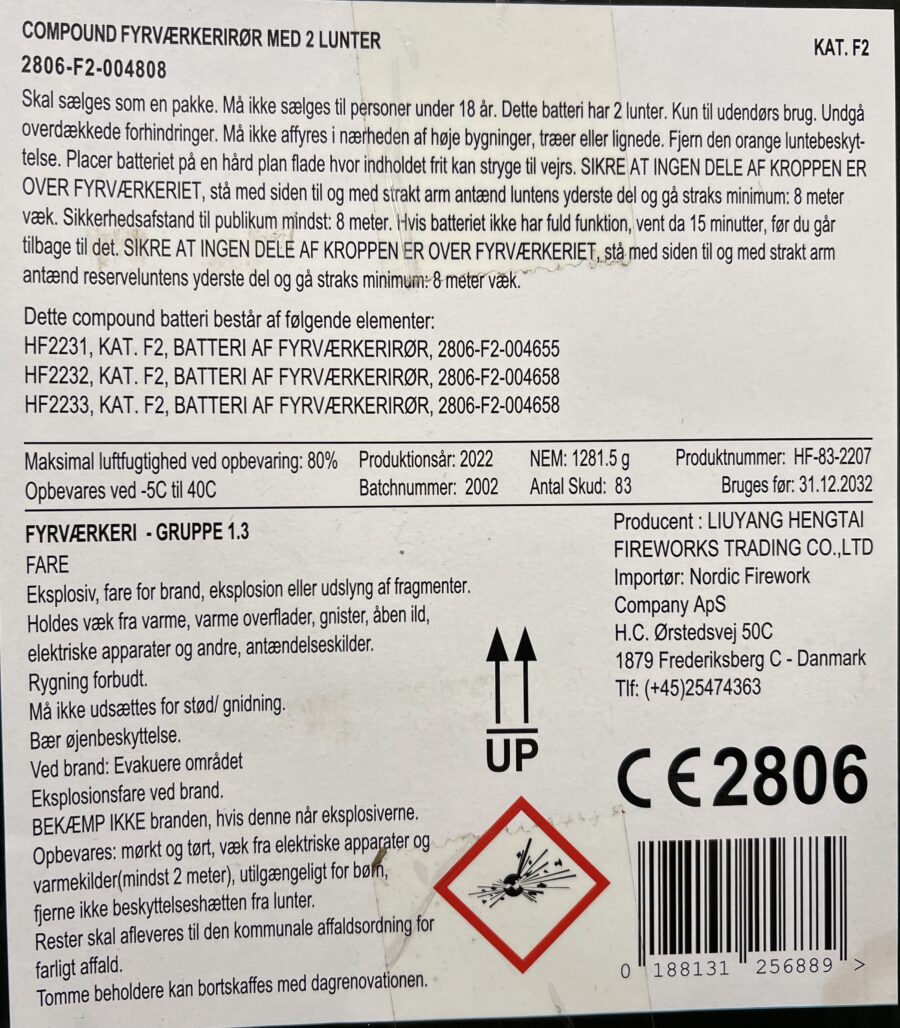 COMPOUND FYRVÆRKERIRØR MED 2 LUNTER
KAT. F2
2806-F2-004808
Skal sælges som en pakke. Må ikke sælges til personer under 18 år. Dette batteri har 2 lunter. Kun til udendørs brug. Undgå
overdækkede forhindringer. Må ikke affyres i nærheden af høje bygninger, træer eller lignede. Fjern den orange luntebeskyt-
telse. Placer batteriet på en hård plan flade hvor indholdet frit kan stryge til vejrs. SIKRE AT INGEN DELE AF KROPPEN ER
OVER FYRVÆRKERIET, stå med siden til og med strakt arm antænd luntens yderste del og gå straks minimum: 8 meter
væk. Sikkerhedsafstand til publikum mindst: 8 meter. Hvis batteriet ikke har fuld funktion, vent da 15 minutter, før du går
tilbage til det. SIKRE AT INGEN DELE AF KROPPEN ER OVER FYRVÆRKERIET, stå med siden til og med strakt arm
antænd reserveluntens yderste del og gå straks minimum: 8 meter væk.
Dette compound batteri består af følgende elementer:
HF2231, KAT. F2, BATTERI AF FYRVÆRKERIRØR, 2806-F2-004655
HF2232, KAT. F2, BATTERI AF FYRVÆRKERIRØR, 2806-F2-004658
HF2233, KAT. F2, BATTERI AF FYRVÆRKERIRØR, 2806-F2-004658
Maksimal luftfugtighed ved opbevaring: 80% Produktionsår: 2022 NEM: 1281.5 g Produktnummer: HF-83-2207
Opbevares ved -5C til 40C Batchnummer: 2002 Antal Skud: 83 Bruges før: 31.12.2032
FYRVÆRKERI - GRUPPE 1.3
FARE
Eksplosiv, fare for brand, eksplosion eller udslyng af fragmenter.
Holdes væk fra varme, varme overflader, gnister, åben ild,
elektriske apparater og andre, antændelseskilder.
Rygning forbudt.
Må ikke udsættes for stød/ gnidning.
Bær øjenbeskyttelse.
Ved brand: Evakuere området
Eksplosionsfare ved brand.
BEKÆMP IKKE branden, hvis denne når eksplosiverne.
Opbevares: mørkt og tørt, væk fra elektriske apparater og
varmekilder(mindst 2 meter), utilgængeligt for børn,
fjerne ikke beskyttelseshætten fra lunter.
Rester skal afleveres til den kommunale affaldsordning for
farligt affald.
Tomme beholdere kan bortskaffes med dagrenovationen.
UP
Producent : LIUYANG HENGTAI
FIREWORKS TRADING CO.,LTD
Importør: Nordic Firework
Company ApS
H.C. Ørstedsvej 50C
1879 Frederiksberg C - Danmark
Tlf: (+45)25474363
CE2806
0 188131 256889 >